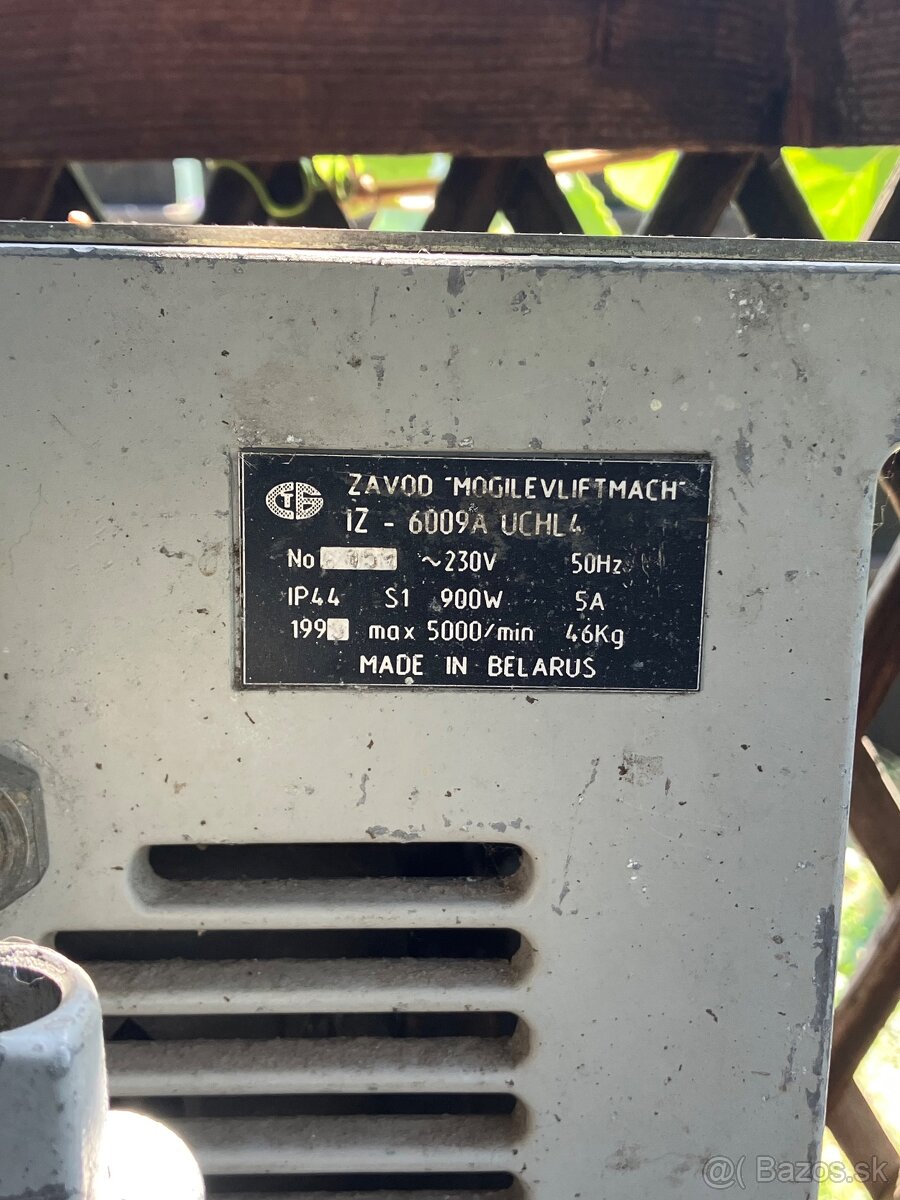 ZAVOD "MOGILEVLIFTMACH"
IZ - 6009A UCHL4
No ~230V 50Hz
IP44 S1 900W 5A
199 max 5000/min 46Kg
MADE IN BELARUS
@( Bazos.sk